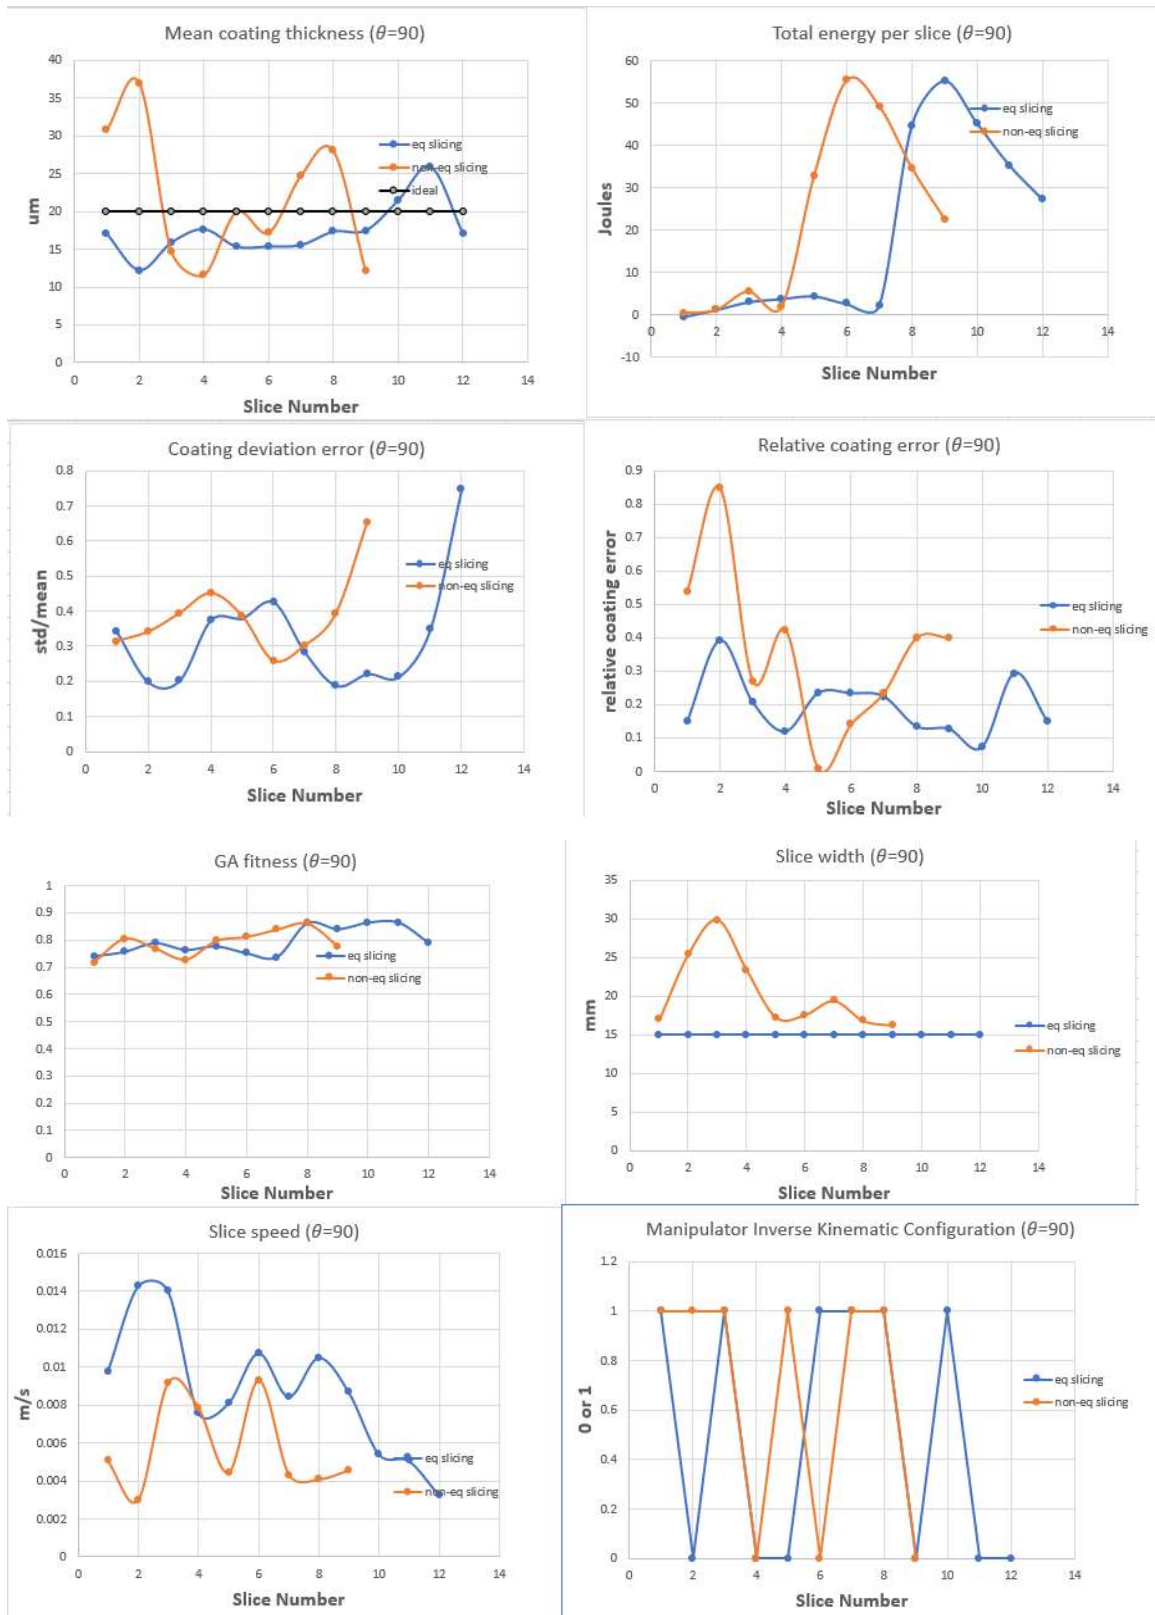 Mean coating thickness (θ=90)
40
35
30
25
20
15
10
5
0
um
0 2 4 6 8 10 12 14
Slice Number
eq slicing
non-eq slicing
ideal
Total energy per slice (θ=90)
60
50
40
30
20
10
0
-10
Joules
0 2 4 6 8 10 12 14
Slice Number
eq slicing
non-eq slicing
Coating deviation error (θ=90)
0.8
0.7
0.6
0.5
0.4
0.3
0.2
0.1
0
std/mean
0 2 4 6 8 10 12 14
Slice Number
eq slicing
non-eq slicing
Relative coating error (θ=90)
0.9
0.8
0.7
0.6
0.5
0.4
0.3
0.2
0.1
0
relative coating error
0 2 4 6 8 10 12 14
Slice Number
eq slicing
non-eq slicing
GA fitness (θ=90)
1
0.9
0.8
0.7
0.6
0.5
0.4
0.3
0.2
0.1
0
0 2 4 6 8 10 12 14
Slice Number
eq slicing
non-eq slicing
Slice width (θ=90)
35
30
25
20
15
10
5
0
mm
0 2 4 6 8 10 12 14
Slice Number
eq slicing
non-eq slicing
Slice speed (θ=90)
0.016
0.014
0.012
0.01
0.008
0.006
0.004
0.002
0
m/s
0 2 4 6 8 10 12 14
Slice Number
eq slicing
non-eq slicing
Manipulator Inverse Kinematic Configuration (θ=90)
1.2
1
0.8
0.6
0.4
0.2
0
0 or 1
0 2 4 6 8 10 12 14
Slice Number
eq slicing
non-eq slicing